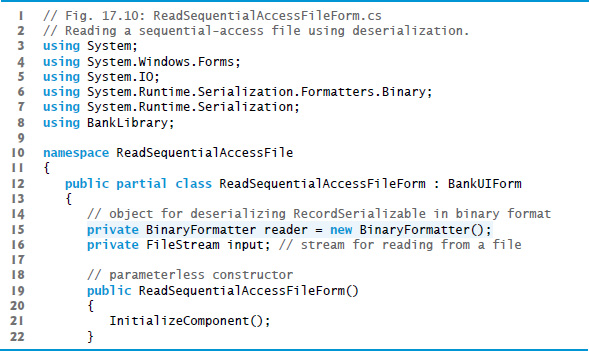 1 // Fig. 17.10: ReadSequentialAccessFileForm.cs
2 // Reading a sequential-access file using deserialization.
3 using System;
4 using System.Windows.Forms;
5 using System.IO;
6 using System.Runtime.Serialization.Formatters.Binary;
7 using System.Runtime.Serialization;
8 using BankLibrary;
9
10 namespace ReadSequentialAccessFile
11 {
12 public partial class ReadSequentialAccessFileForm : BankUIForm
13 {
14 // object for deserializing RecordSerializable in binary format
15 private BinaryFormatter reader = new BinaryFormatter();
16 private FileStream input; // stream for reading from a file
17
18 // parameterless constructor
19 public ReadSequentialAccessFileForm()
20 {
21 InitializeComponent();
22 }